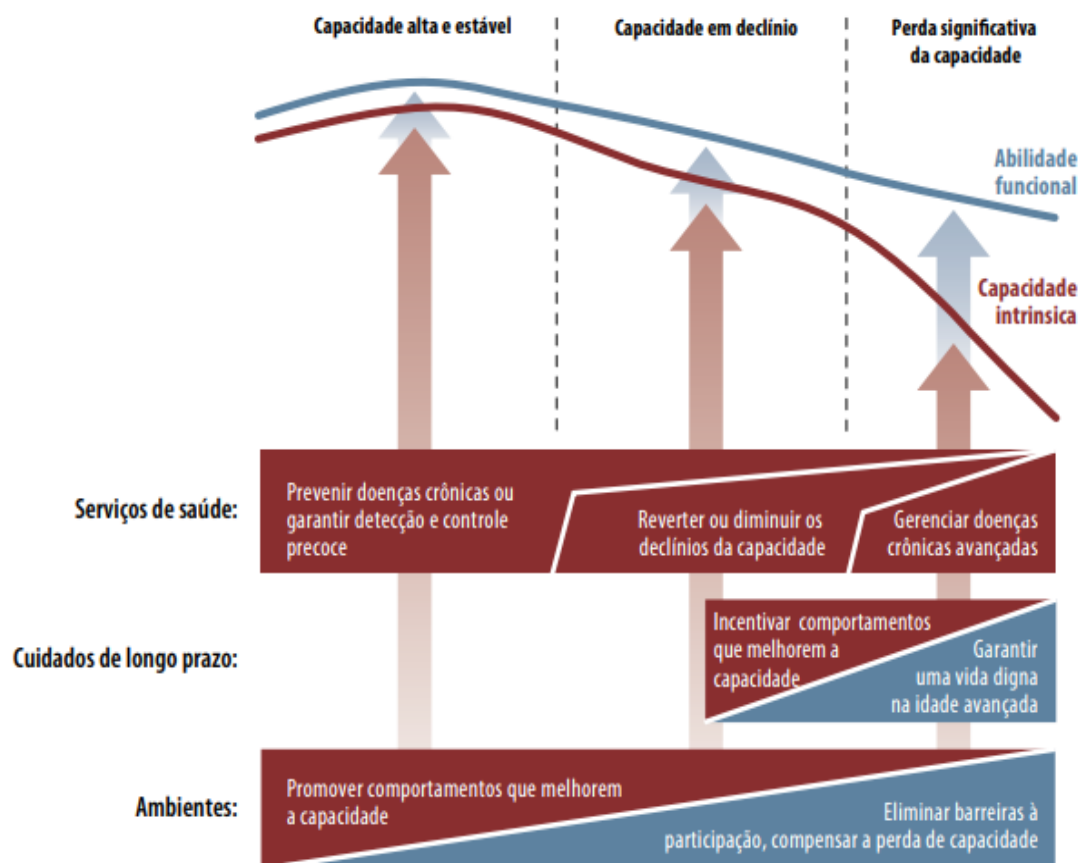 Capacidade alta e estável
Capacidade em declínio
Perda significativa
da capacidade
Abilidade
funcional
Capacidade
intrinsica
Serviços de saúde:
Prevenir doenças crônicas ou
garantir detecção e controle
precoce
Reverter ou diminuir os
declínios da capacidade
Gerenciar doenças
crônicas avançadas
Cuidados de longo prazo:
Incentivar comportamentos
que melhorem a
capacidade
Garantir
uma vida digna
na idade avançada
Ambientes:
Promover comportamentos que melhorem
a capacidade
Eliminar barreiras à
participação, compensar a perda de capacidade